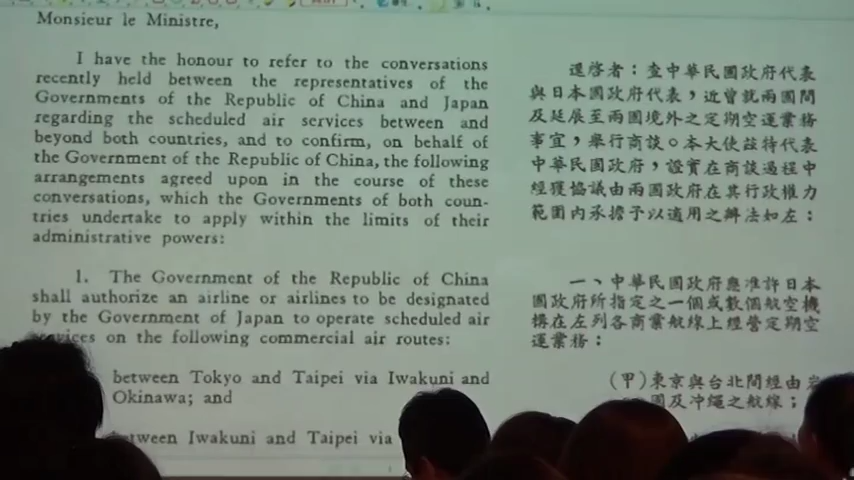 Monsieur le Ministre,
I have the honour to refer to the conversations
recently held between the representatives of the
Governments of the Republic of China and Japan
regarding the scheduled air services between and
beyond both countries, and to confirm, on behalf of
the Government of the Republic of China, the following
arrangements agreed upon in the course of these
conversations, which the Governments of both coun-
tries undertake to apply within the limits of their
administrative powers:
1. The Government of the Republic of China
shall authorize an airline or airlines to be designated
by the Government of Japan to operate scheduled air
services on the following commercial air routes:
between Tokyo and Taipei via Iwakuni and
Okinawa; and
between Iwakuni and Taipei via
逕啓者：查中華民國政府代表
與日本國政府代表，近曾就兩國間
及延展至兩國境外之定期空運業務
事宜，舉行商談。本大使茲特代表
中華民國政府，證實在商談過程中
經獲協議由兩國政府在其行政權力
範圍內承擔予以適用之辦法如左：
一、中華民國政府應准許日本
國政府所指定之一個或數個航空機
構在左列各商業航線上經營定期空
運業務：
（甲）東京與台北間經由岩
國及冲繩之航線；